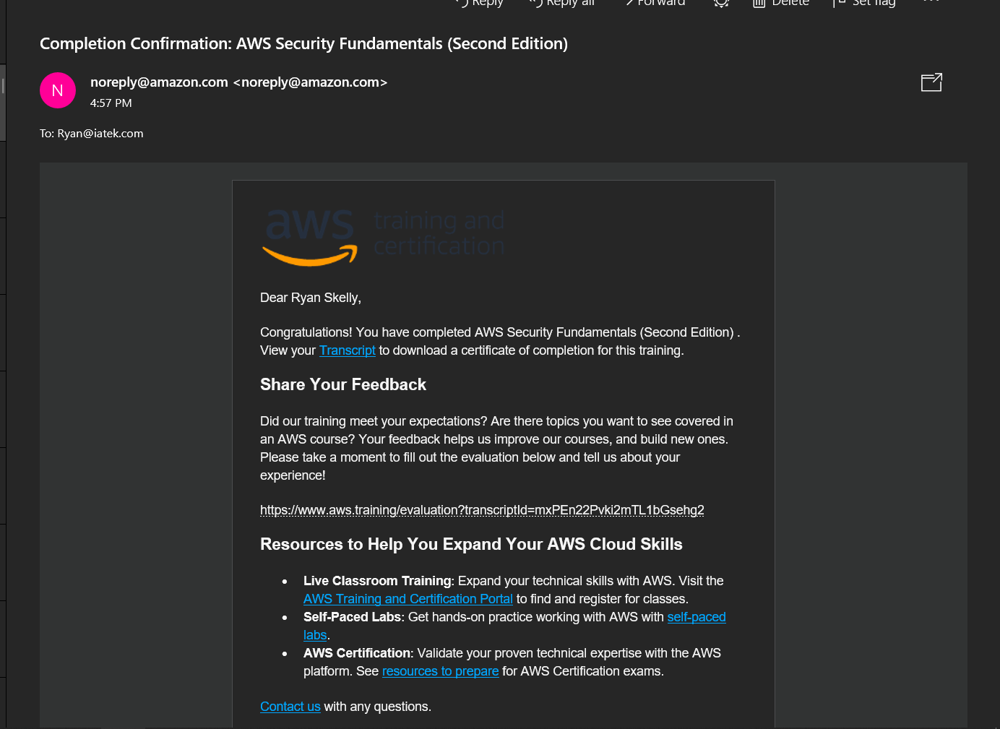 Reply Reply all Forward Delete Set flag
Completion Confirmation: AWS Security Fundamentals (Second Edition)
N
noreply@amazon.com <noreply@amazon.com>
4:57 PM
To: Ryan@iatek.com
aws training and
certification
Dear Ryan Skelly,
Congratulations! You have completed AWS Security Fundamentals (Second Edition) .
View your Transcript to download a certificate of completion for this training.
Share Your Feedback
Did our training meet your expectations? Are there topics you want to see covered in
an AWS course? Your feedback helps us improve our courses, and build new ones.
Please take a moment to fill out the evaluation below and tell us about your
experience!
https://www.aws.training/evaluation?transcriptId=mxPEn22Pvki2mTL1bGsehg2
Resources to Help You Expand Your AWS Cloud Skills
• Live Classroom Training: Expand your technical skills with AWS. Visit the
AWS Training and Certification Portal to find and register for classes.
• Self-Paced Labs: Get hands-on practice working with AWS with self-paced
labs.
• AWS Certification: Validate your proven technical expertise with the AWS
platform. See resources to prepare for AWS Certification exams.
Contact us with any questions.